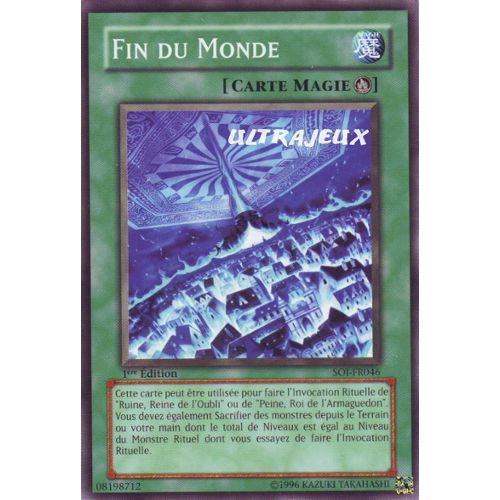 Fin du Monde
魔
[Carte Magie]
ULTRAJEUX
1ère Édition
SOI-FR046
Cette carte peut être utilisée pour faire l'Invocation Rituelle de
"Ruine, Reine de l'Oubli" ou de "Peine, Roi de l'Armaguedon".
Vous devez également Sacrifier des monstres depuis le Terrain
ou votre main dont le total de Niveaux est égal au Niveau
du Monstre Rituel dont vous essayez de faire l'Invocation
Rituelle.
08198712
©1996 KAZUKI TAKAHASHI